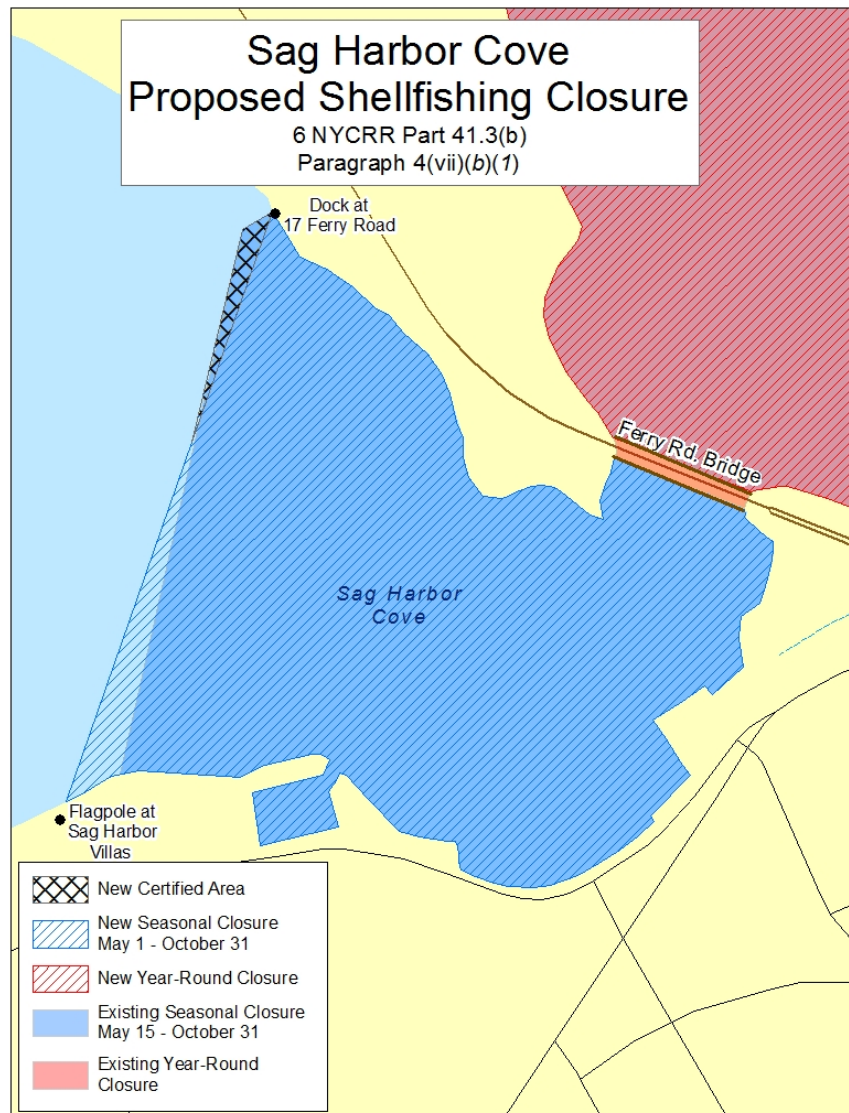 Sag Harbor Cove
Proposed Shellfishing Closure
6 NYCRR Part 41.3(b)
Paragraph 4(vii)(b)(1)
Dock at
17 Ferry Road
Ferry Rd. Bridge
Sag Harbor
Cove
Flagpole at
Sag Harbor
Villas
New Certified Area
New Seasonal Closure
May 1 - October 31
New Year-Round Closure
Existing Seasonal Closure
May 15 - October 31
Existing Year-Round
Closure